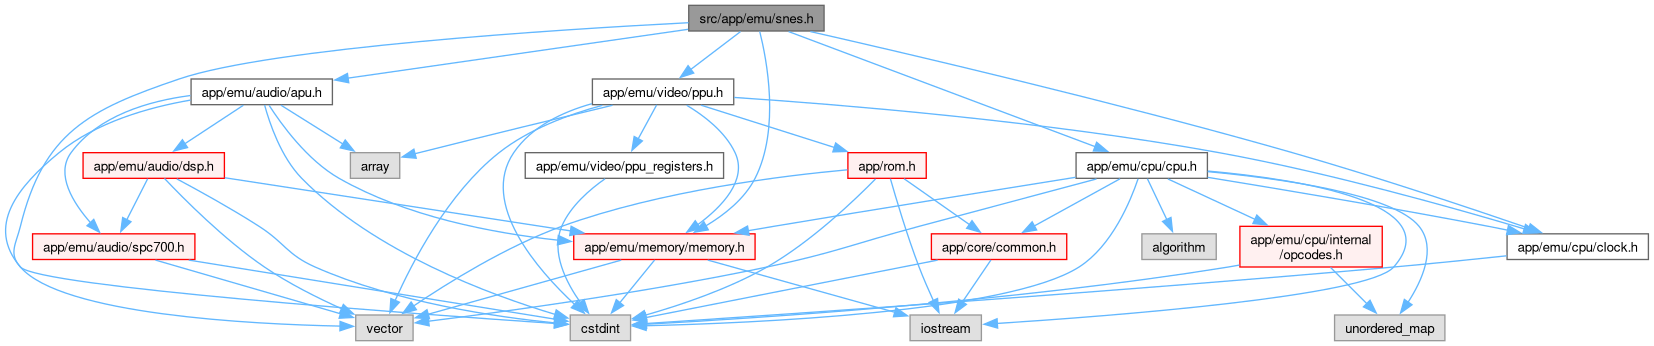 src/app/emu/snes.h
app/emu/audio/apu.h
app/emu/video/ppu.h
app/emu/audio/dsp.h
array
app/emu/video/ppu_registers.h
app/rom.h
app/emu/cpu/cpu.h
app/emu/audio/spc700.h
app/emu/memory/memory.h
app/core/common.h
algorithm
app/emu/cpu/internal
/opcodes.h
app/emu/cpu/clock.h
vector
cstdint
iostream
unordered_map